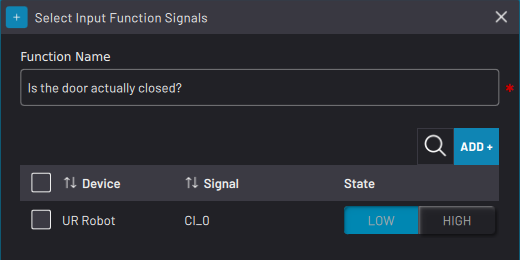 + Select Input Function Signals
Function Name
Is the door actually closed?
*
ADD +
Device Signal State
UR Robot CI_0 LOW HIGH